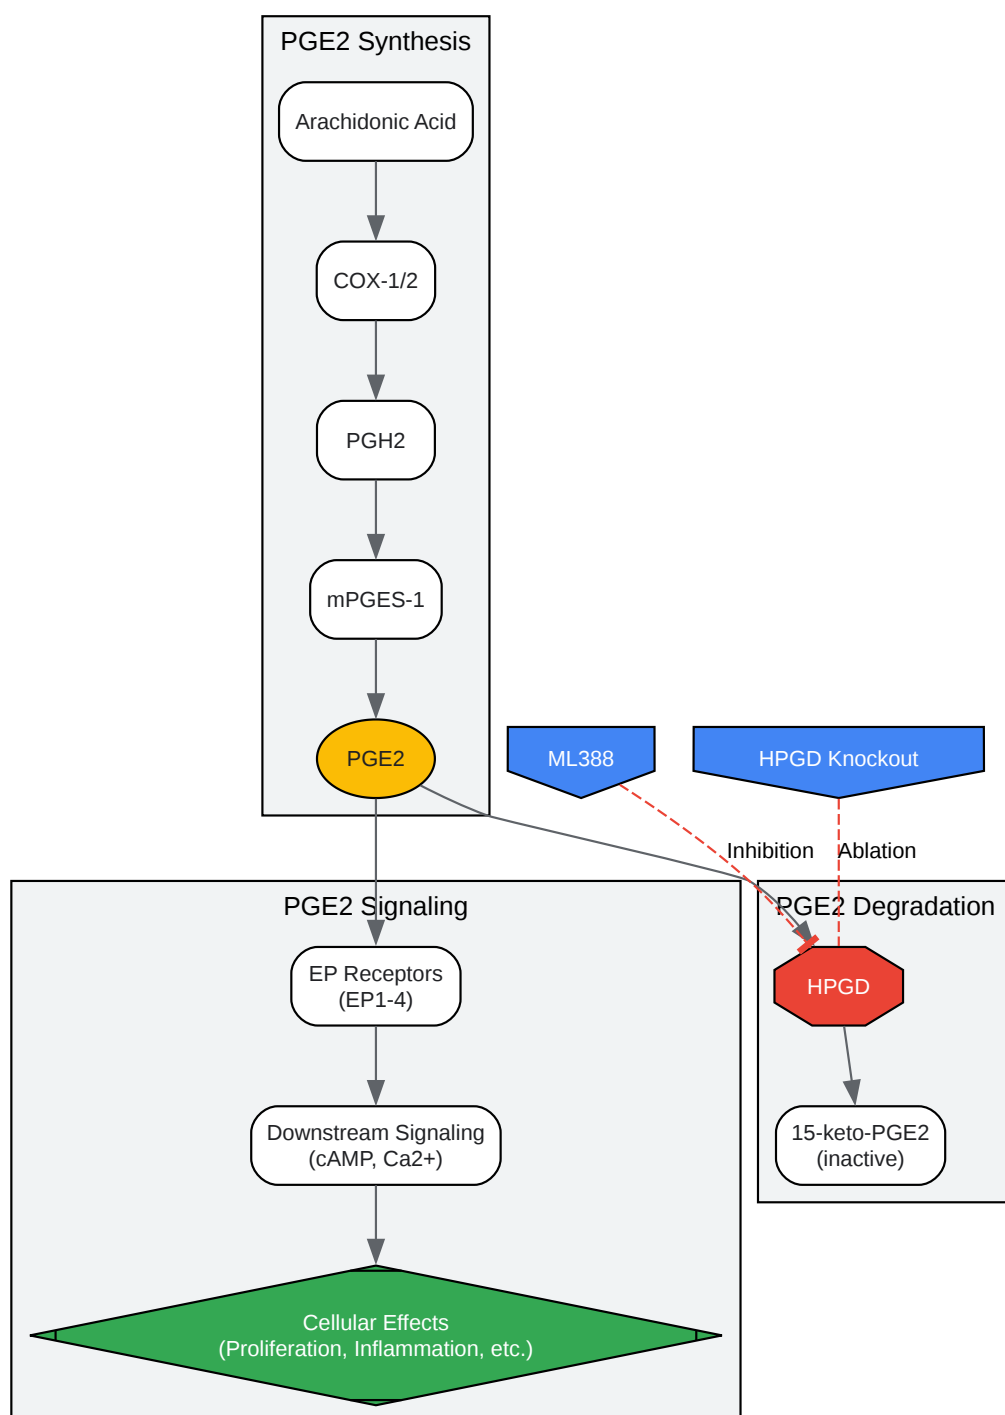 PGE2 Synthesis
Arachidonic Acid
COX-1/2
PGH2
mPGES-1
PGE2
ML388
HPGD Knockout
Inhibition
Ablation
PGE2 Signaling
PGE2 Degradation
EP Receptors
(EP1-4)
HPGD
Downstream Signaling
(cAMP, Ca2+)
15-keto-PGE2
(inactive)
Cellular Effects
(Proliferation, Inflammation, etc.)